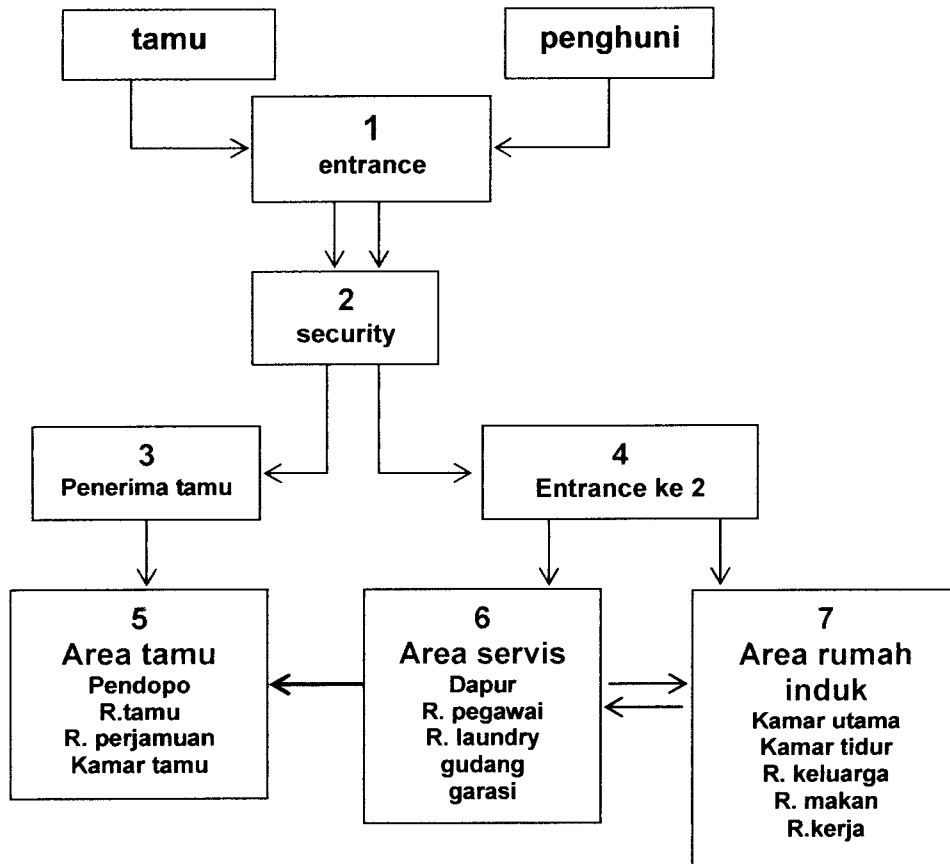 tamu
penghuni
1
entrance
2
security
3
Penerima tamu
4
Entrance ke 2
5
Area tamu
Pendopo
R.tamu
R. perjamuan
Kamar tamu
6
Area servis
Dapur
R. pegawai
R. laundry
gudang
garasi
7
Area rumah
induk
Kamar utama
Kamar tidur
R. keluarga
R. makan
R.kerja